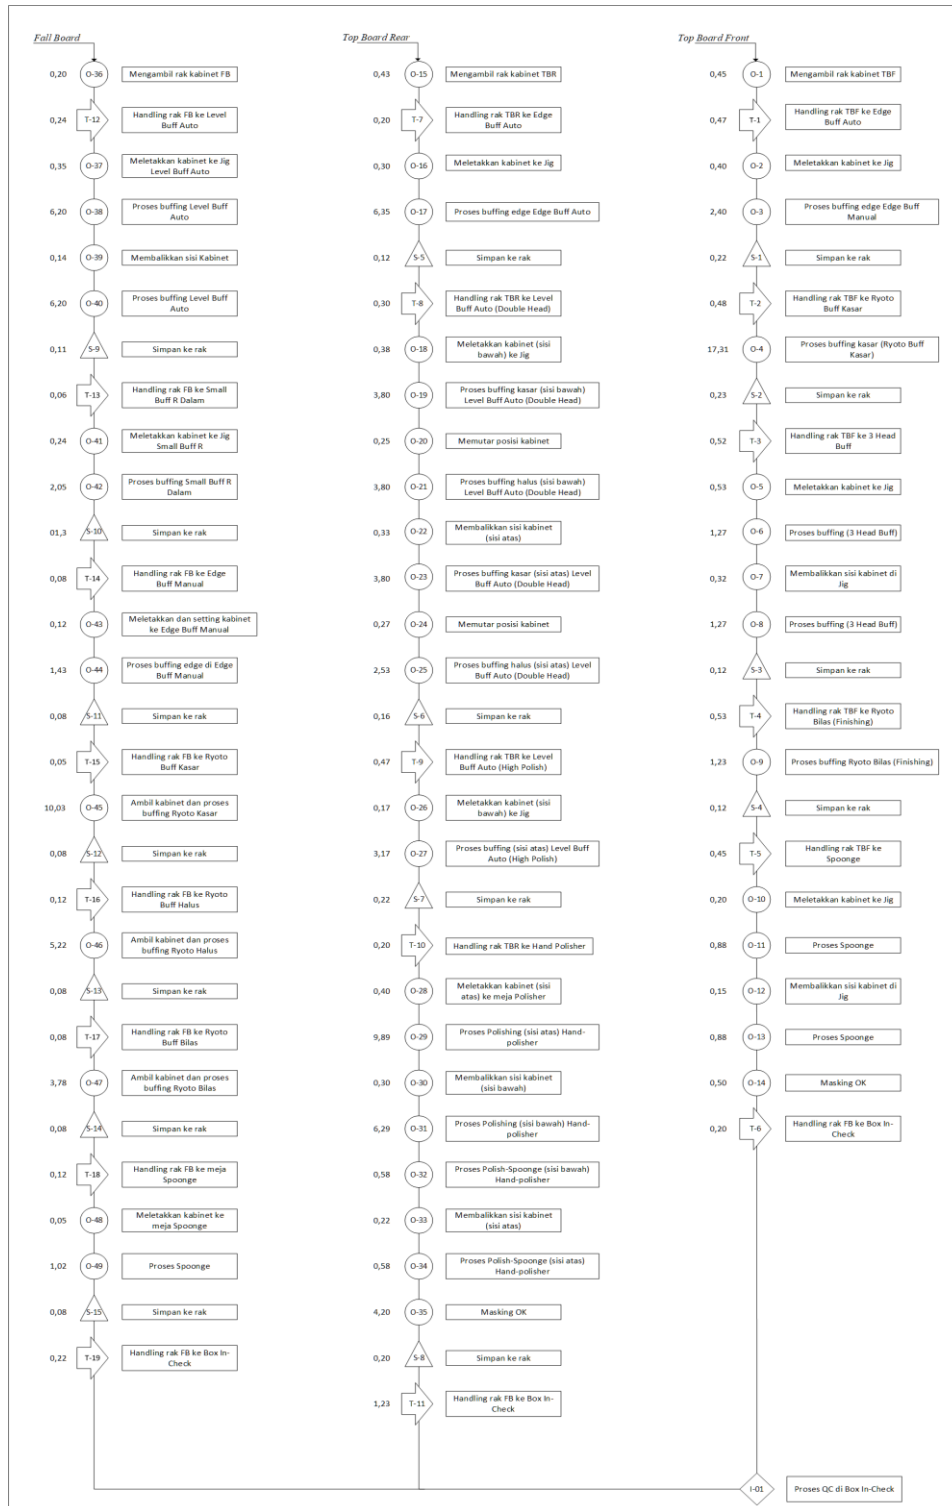 Fall Board
0,20
O-36
Mengambil rak kabinet FB
0,24
T-12
Handling rak FB ke Level
Buff Auto
0,35
O-37
Meletakkan kabinet ke Jig
Level Buff Auto
6,20
O-38
Proses buffing Level Buff
Auto
0,14
O-39
Membalikkan sisi Kabinet
6,20
O-40
Proses buffing Level Buff
Auto
0,11
S-9
Simpan ke rak
0,06
T-13
Handling rak FB ke Small
Buff R Dalam
0,24
O-41
Meletakkan kabinet ke Jig
Small Buff R
2,05
O-42
Proses buffing Small Buff R
Dalam
01,3
S-10
Simpan ke rak
0,08
T-14
Handling rak FB ke Edge
Buff Manual
0,12
O-43
Meletakkan dan setting kabinet
ke Edge Buff Manual
1,43
O-44
Proses buffing edge di Edge
Buff Manual
0,08
S-11
Simpan ke rak
0,05
T-15
Handling rak FB ke Ryoto
Buff Kasar
10,03
O-45
Ambil kabinet dan proses
buffing Ryoto Kasar
0,08
S-12
Simpan ke rak
0,12
T-16
Handling rak FB ke Ryoto
Buff Halus
5,22
O-46
Ambil kabinet dan proses
buffing Ryoto Halus
0,08
S-13
Simpan ke rak
0,08
T-17
Handling rak FB ke Ryoto
Buff Bilas
3,78
O-47
Ambil kabinet dan proses
buffing Ryoto Bilas
0,08
S-14
Simpan ke rak
0,12
T-18
Handling rak FB ke meja
Spoonge
0,05
O-48
Meletakkan kabinet ke
meja Spoonge
1,02
O-49
Proses Spoonge
0,08
S-15
Simpan ke rak
0,22
T-19
Handling rak FB ke Box In-
Check
Top Board Rear
0,43
O-15
Mengambil rak kabinet TBR
0,20
T-7
Handling rak TBR ke Edge
Buff Auto
0,30
O-16
Meletakkan kabinet ke Jig
6,35
O-17
Proses buffing edge Edge Buff Auto
0,12
S-5
Simpan ke rak
0,30
T-8
Handling rak TBR ke Level
Buff Auto (Double Head)
0,38
O-18
Meletakkan kabinet (sisi
bawah) ke Jig
3,80
O-19
Proses buffing kasar (sisi bawah)
Level Buff Auto (Double Head)
0,25
O-20
Memutar posisi kabinet
3,80
O-21
Proses buffing halus (sisi bawah)
Level Buff Auto (Double Head)
0,33
O-22
Membalikkan sisi kabinet
(sisi atas)
3,80
O-23
Proses buffing kasar (sisi atas) Level
Buff Auto (Double Head)
0,27
O-24
Memutar posisi kabinet
2,53
O-25
Proses buffing halus (sisi atas) Level
Buff Auto (Double Head)
0,16
S-6
Simpan ke rak
0,47
T-9
Handling rak TBR ke Level
Buff Auto (High Polish)
0,17
O-26
Meletakkan kabinet (sisi
bawah) ke Jig
3,17
O-27
Proses buffing (sisi atas) Level Buff
Auto (High Polish)
0,22
S-7
Simpan ke rak
0,20
T-10
Handling rak TBR ke Hand Polisher
0,40
O-28
Meletakkan kabinet (sisi
atas) ke meja Polisher
9,89
O-29
Proses Polishing (sisi atas) Hand-
polisher
0,30
O-30
Membalikkan sisi kabinet
(sisi bawah)
6,29
O-31
Proses Polishing (sisi bawah) Hand-
polisher
0,58
O-32
Proses Polish-Spoonge (sisi bawah)
Hand-polisher
0,22
O-33
Membalikkan sisi kabinet
(sisi atas)
0,58
O-34
Proses Polish-Spoonge (sisi atas)
Hand-polisher
4,20
O-35
Masking OK
0,20
S-8
Simpan ke rak
1,23
T-11
Handling rak FB ke Box In-
Check
Top Board Front
0,45
O-1
Mengambil rak kabinet TBF
0,47
T-1
Handling rak TBF ke Edge
Buff Auto
0,40
O-2
Meletakkan kabinet ke Jig
2,40
O-3
Proses buffing edge Edge Buff
Manual
0,22
S-1
Simpan ke rak
0,48
T-2
Handling rak TBF ke Ryoto
Buff Kasar
17,31
O-4
Proses buffing kasar (Ryoto Buff
Kasar)
0,23
S-2
Simpan ke rak
0,52
T-3
Handling rak TBF ke 3 Head
Buff
0,53
O-5
Meletakkan kabinet ke Jig
1,27
O-6
Proses buffing (3 Head Buff)
0,32
O-7
Membalikkan sisi kabinet di
Jig
1,27
O-8
Proses buffing (3 Head Buff)
0,12
S-3
Simpan ke rak
0,53
T-4
Handling rak TBF ke Ryoto
Bilas (Finishing)
1,23
O-9
Proses buffing Ryoto Bilas (Finishing)
0,12
S-4
Simpan ke rak
0,45
T-5
Handling rak TBF ke
Spoonge
0,20
O-10
Meletakkan kabinet ke Jig
0,88
O-11
Proses Spoonge
0,15
O-12
Membalikkan sisi kabinet di
Jig
0,88
O-13
Proses Spoonge
0,50
O-14
Masking OK
0,20
T-6
Handling rak FB ke Box In-
Check
I-01
Proses QC di Box In-Check